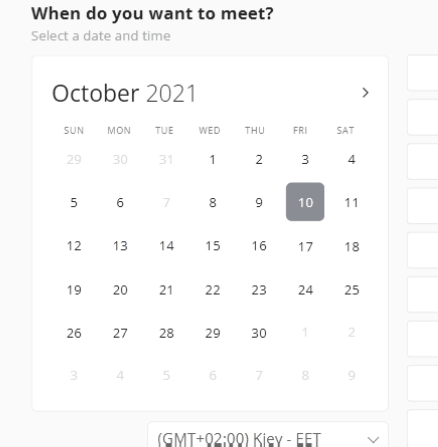 When do you want to meet?
Select a date and time
October 2021
SUN MON TUE WED THU FRI SAT
29 30 31 1 2 3 4
5 6 7 8 9 10 11
12 13 14 15 16 17 18
19 20 21 22 23 24 25
26 27 28 29 30 1 2
3 4 5 6 7 8 9
(GMT+02:00) Kiev - EET